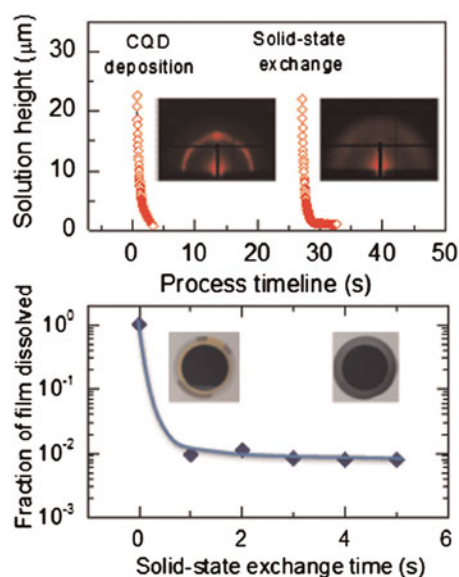 CQD
deposition
Solid-state
exchange
Solution height (μm)
30
20
10
0
0 10 20 30 40 50
Process timeline (s)
Fraction of film dissolved
10^0
10^-1
10^-2
10^-3
0 2 4 6
Solid-state exchange time (s)